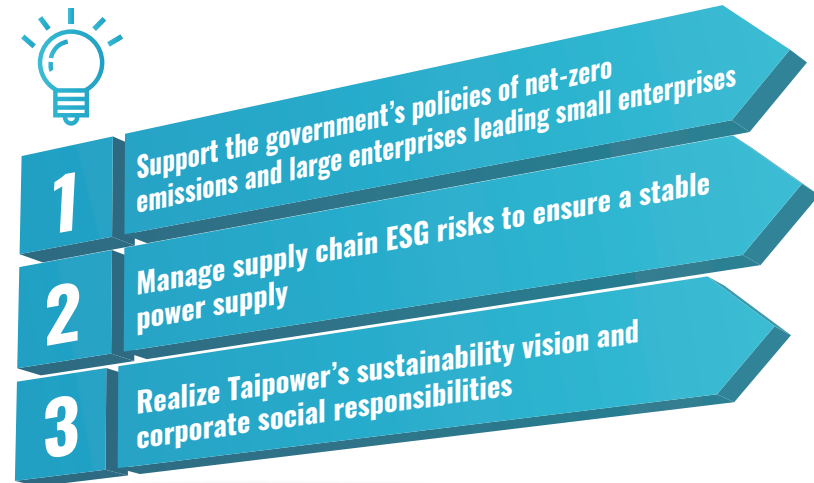 1
Support the government’s policies of net-zero
emissions and large enterprises leading small enterprises
2
Manage supply chain ESG risks to ensure a stable
power supply
3
Realize Taipower’s sustainability vision and
corporate social responsibilities